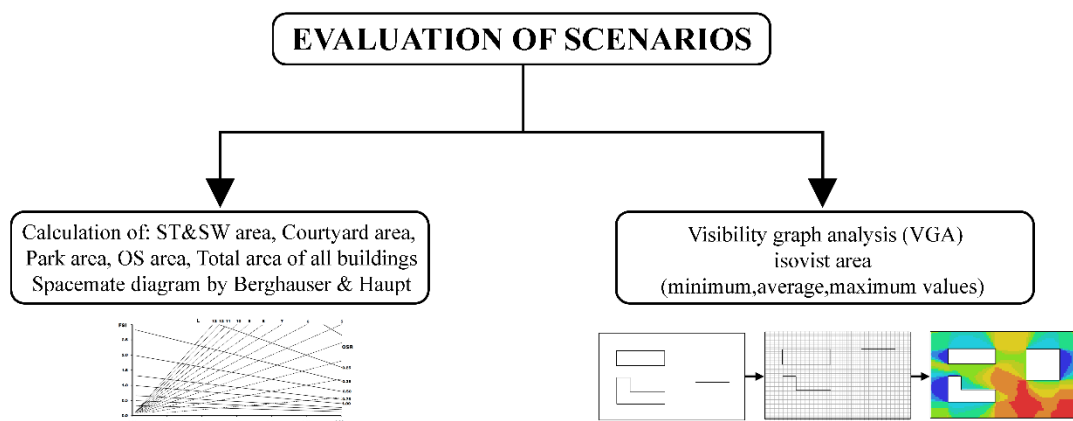 EVALUATION OF SCENARIOS
Calculation of: ST&SW area, Courtyard area,
Park area, OS area, Total area of all buildings
Spacemate diagram by Berghauser & Haupt
Visibility graph analysis (VGA)
isovist area
(minimum,average,maximum values)
FSI
L
OSR